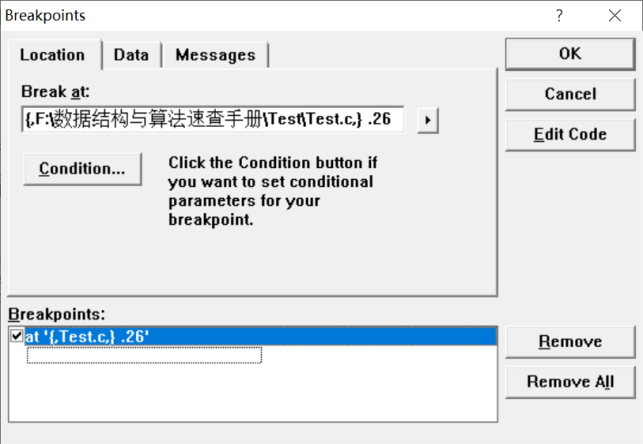 Breakpoints
Location Data Messages
Break at:
{,F:\数据结构与算法速查手册\Test\Test.c,} .26
Condition...
Click the Condition button if
you want to set conditional
parameters for your
breakpoint.
OK
Cancel
Edit Code
Breakpoints:
at '{,Test.c,} .26'
Remove
Remove All